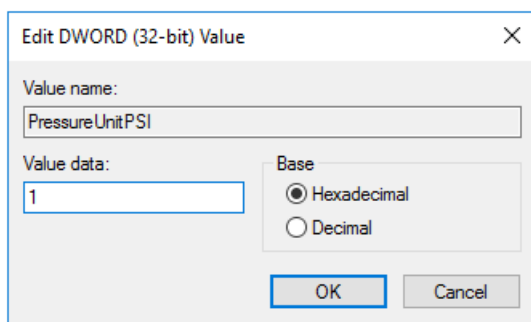 Edit DWORD (32-bit) Value
Value name:
PressureUnitPSI
Value data:
1
Base
Hexadecimal
Decimal
OK
Cancel